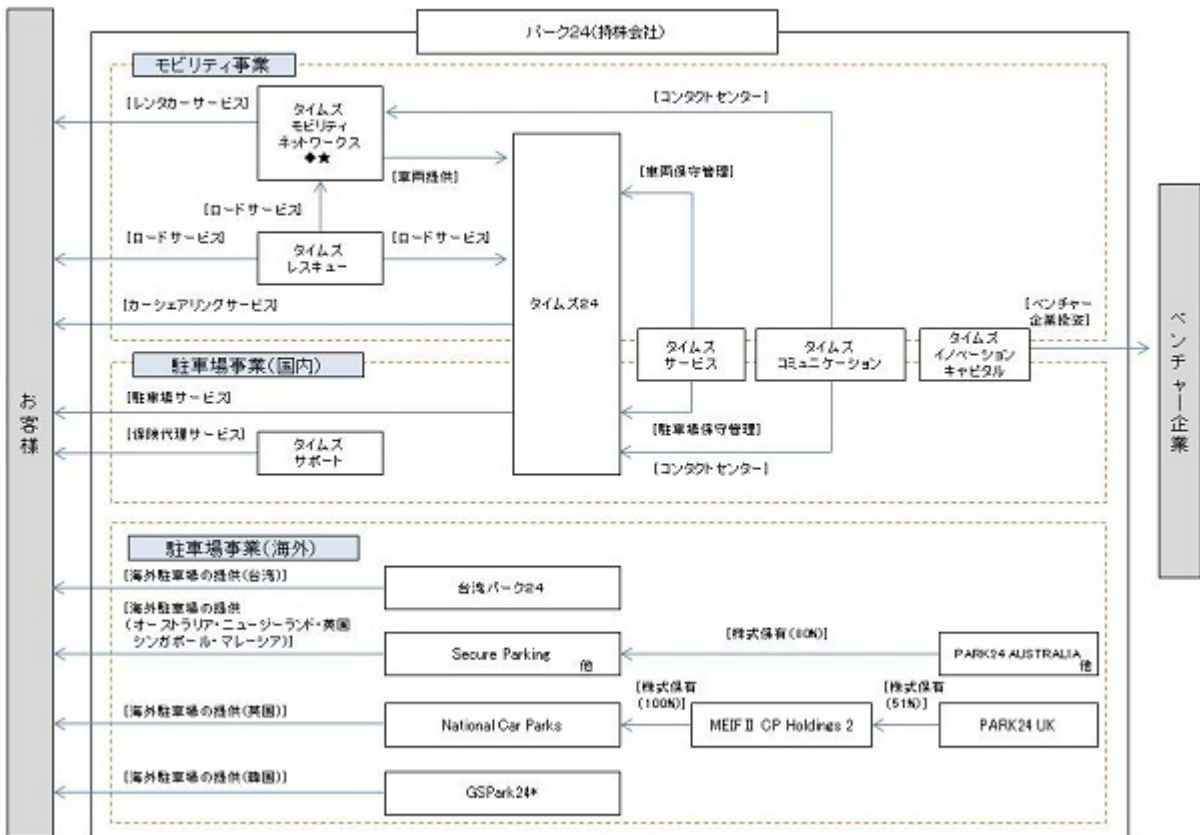 パーク24(持株会社)
モビリティ事業
[レンタカーサービス]
タイムズ
モビリティ
ネットワークス
◆★
[コンタクトセンター]
[車両提供]
[車両保守管理]
[ロードサービス]
[ロードサービス]
タイムズ
レスキュー
[ロードサービス]
タイムズ24
[カーシェアリングサービス]
[ベンチャー
企業投資]
タイムズ
サービス
タイムズ
コミュニケーション
タイムズ
イノベーション
キャピタル
駐車場事業(国内)
[駐車場サービス]
[保険代理サービス]
タイムズ
サポート
[駐車場保守管理]
[コンタクトセンター]
お客様
ベンチャー企業
駐車場事業(海外)
[海外駐車場の提供(台湾)]
台湾パーク24
[海外駐車場の提供
(オーストラリア・ニュージーランド・英国
シンガポール・マレーシア)]
Secure Parking
他
[株式保有(80%)]
PARK24 AUSTRALIA
他
[海外駐車場の提供(英国)]
National Car Parks
[株式保有
(100%)]
MEIFⅡ CP Holdings 2
[株式保有
(51%)]
PARK24 UK
[海外駐車場の提供(韓国)]
GSPark24*